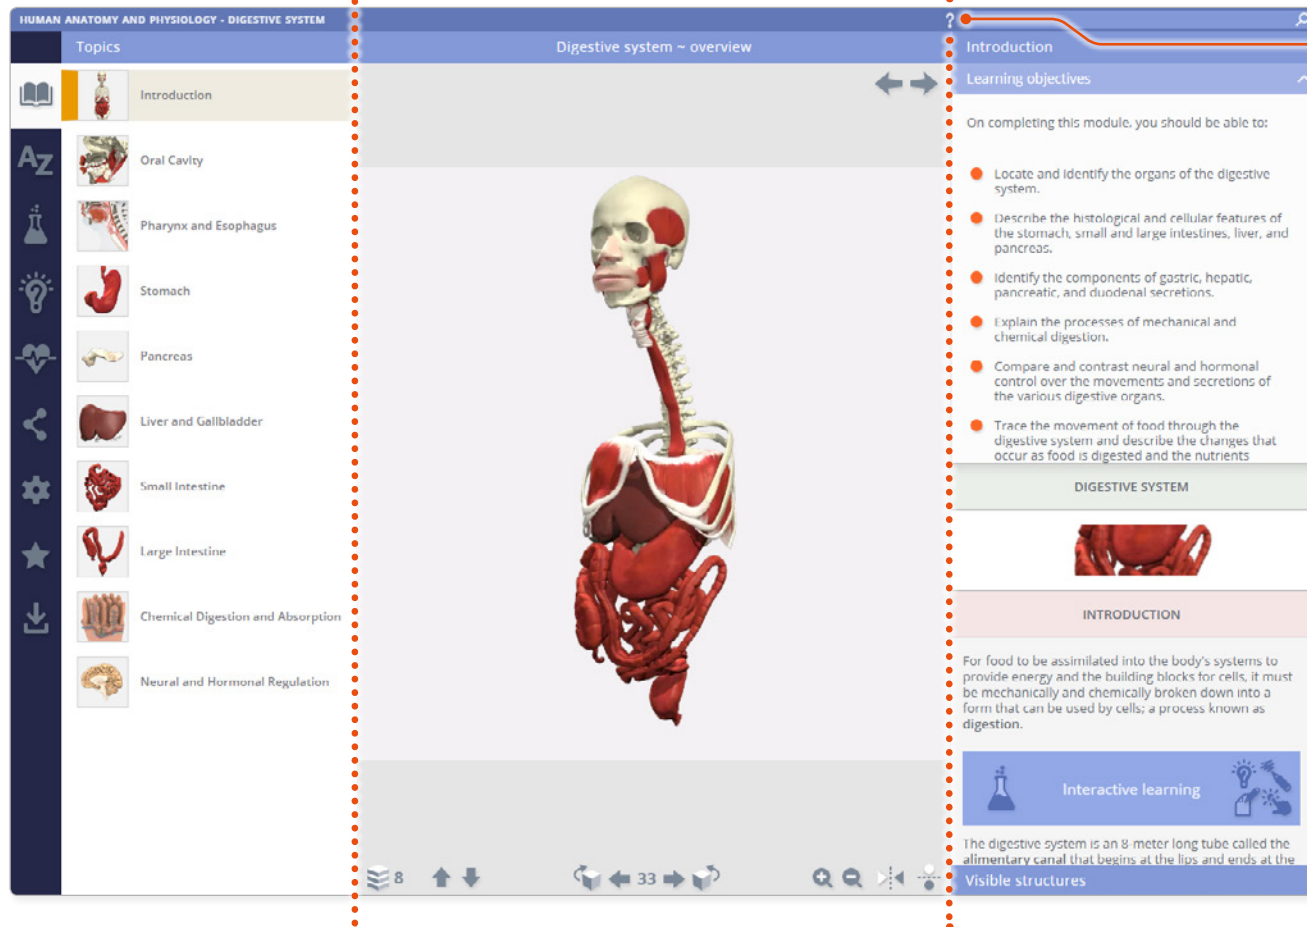 HUMAN ANATOMY AND PHYSIOLOGY - DIGESTIVE SYSTEM
?
Topics
Digestive system ~ overview
Introduction
Learning objectives
Introduction
Oral Cavity
Pharynx and Esophagus
Stomach
Pancreas
Liver and Gallbladder
Small Intestine
Large Intestine
Chemical Digestion and Absorption
Neural and Hormonal Regulation
AZ
8
33
On completing this module, you should be able to:
Locate and identify the organs of the digestive
system.
Describe the histological and cellular features of
the stomach, small and large intestines, liver, and
pancreas.
Identify the components of gastric, hepatic,
pancreatic, and duodenal secretions.
Explain the processes of mechanical and
chemical digestion.
Compare and contrast neural and hormonal
control over the movements and secretions of
the various digestive organs.
Trace the movement of food through the
digestive system and describe the changes that
occur as food is digested and the nutrients
DIGESTIVE SYSTEM
INTRODUCTION
For food to be assimilated into the body's systems to
provide energy and the building blocks for cells, it must
be mechanically and chemically broken down into a
form that can be used by cells; a process known as
digestion.
Interactive learning
The digestive system is an 8-meter long tube called the
alimentary canal that begins at the lips and ends at the
Visible structures